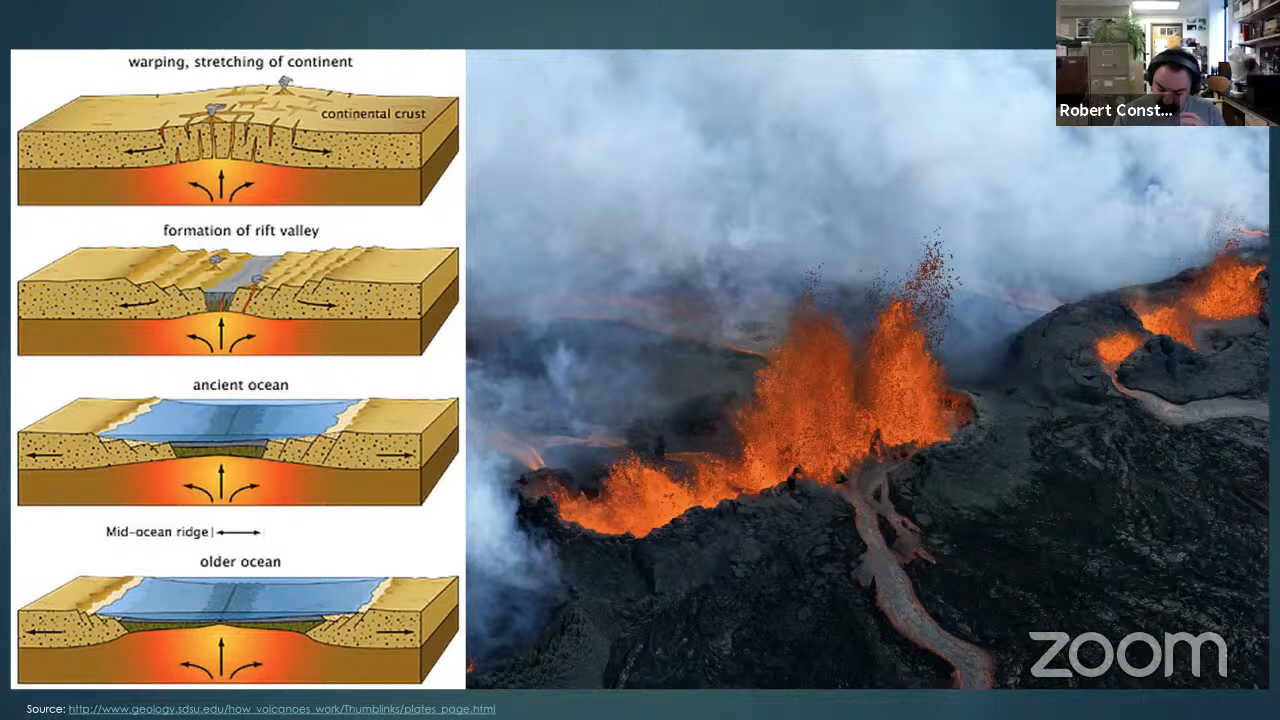 warping, stretching of continent
continental crust
formation of rift valley
ancient ocean
Mid-ocean ridge
older ocean
Robert Const...
zoom
Source: http://www.geology.sdsu.edu/how_volcanoes_work/Thumblinks/plates_page.html